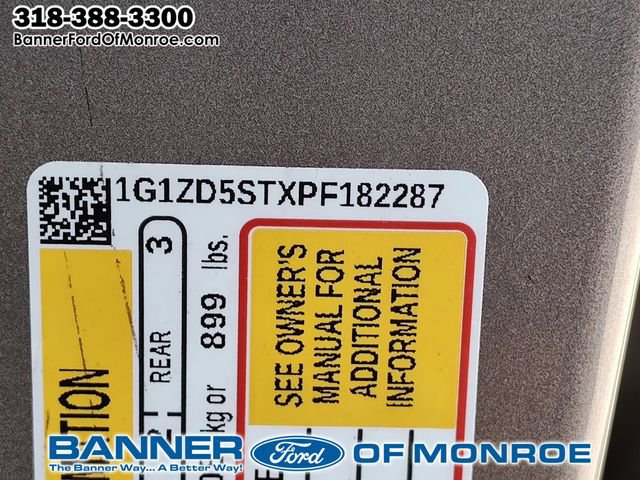 318-388-3300
BannerFordOfMonroe.com
1G1ZD5STXPF182287
REAR 3
kg or 899 lbs.
SEE OWNER'S
MANUAL FOR
ADDITIONAL
INFORMATION
BANNER Ford OF MONROE
The Banner Way... A Better Way!